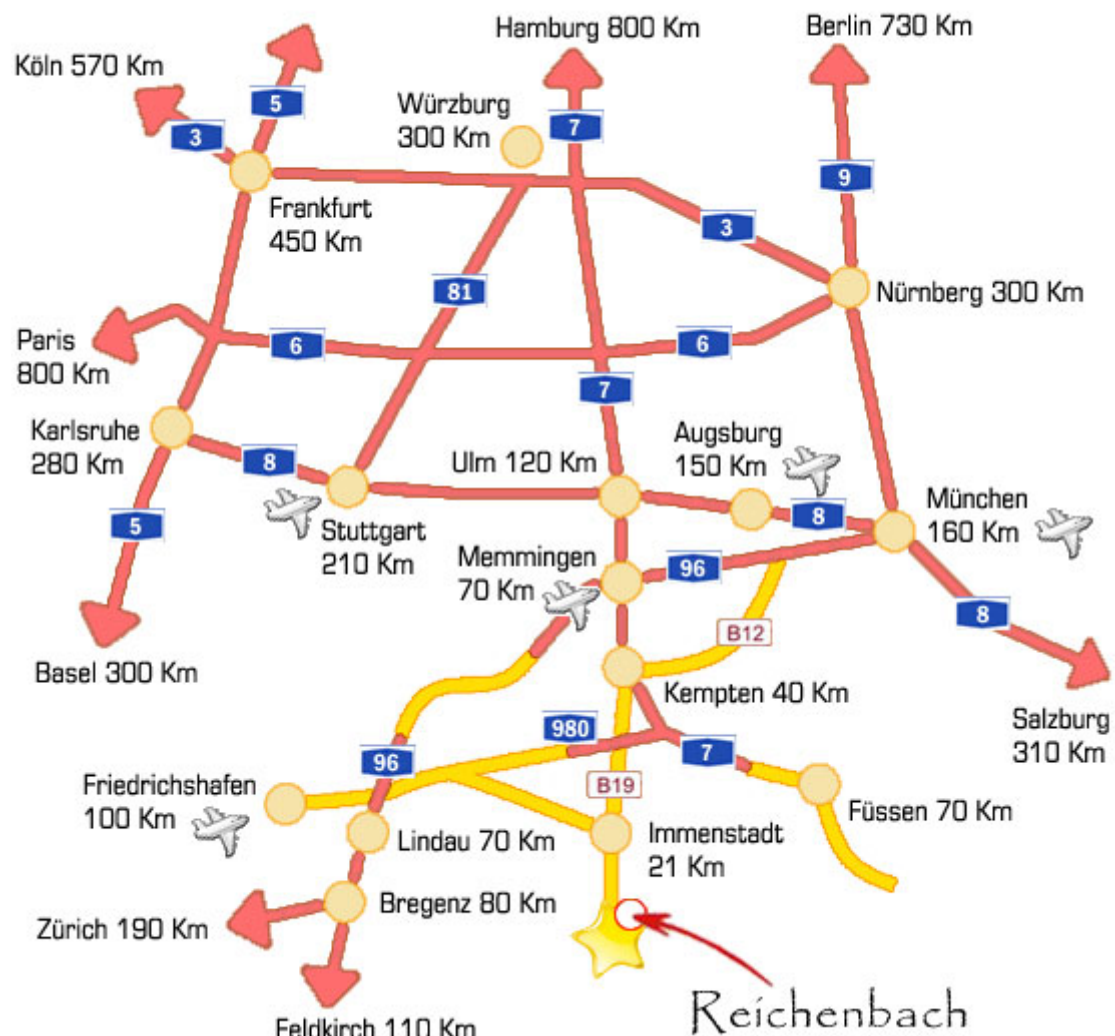 Hamburg 800 Km
Berlin 730 Km
Köln 570 Km
5
Würzburg
300 Km
3
7
9
Frankfurt
450 Km
3
81
Nürnberg 300 Km
Paris
800 Km
6
6
7
Karlsruhe
280 Km
8
Ulm 120 Km
Augsburg
150 Km
5
Stuttgart
210 Km
8
München
160 Km
Memmingen
70 Km
96
8
B12
Basel 300 Km
Kempten 40 Km
Salzburg
310 Km
980
96
7
B19
Friedrichshafen
100 Km
Füssen 70 Km
Lindau 70 Km
Immenstadt
21 Km
Bregenz 80 Km
Zürich 190 Km
Reichenbach
Feldkirch 110 Km